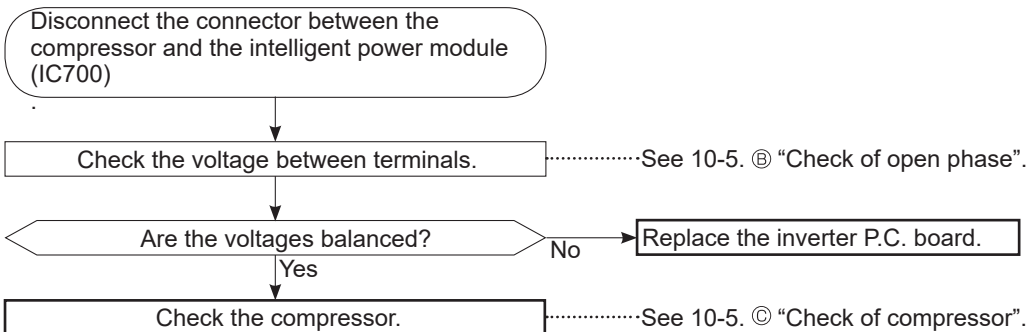 Disconnect the connector between the
compressor and the intelligent power module
(IC700)
.
Check the voltage between terminals.
See 10-5. Ⓑ “Check of open phase”.
Are the voltages balanced?
No
Replace the inverter P.C. board.
Yes
Check the compressor.
See 10-5. Ⓒ “Check of compressor”.